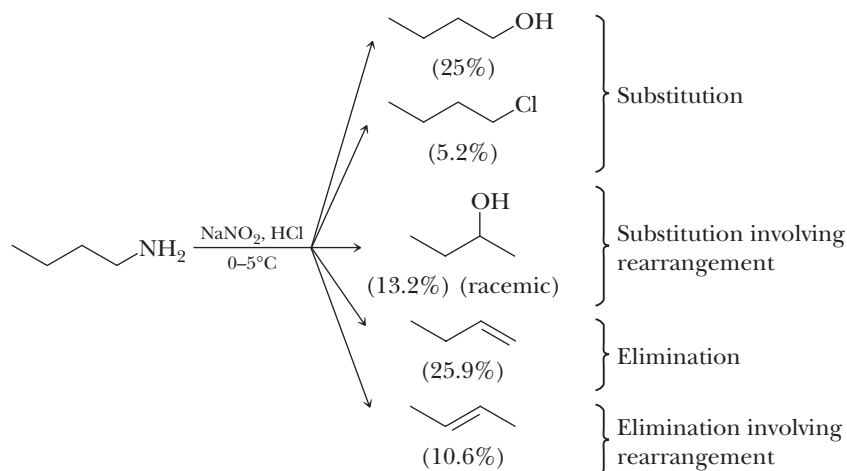 OH
(25%)
Substitution
Cl
(5.2%)
OH
NH₂
NaNO₂, HCl
0–5°C
(13.2%) (racemic)
Substitution involving
rearrangement
(25.9%)
Elimination
(10.6%)
Elimination involving
rearrangement